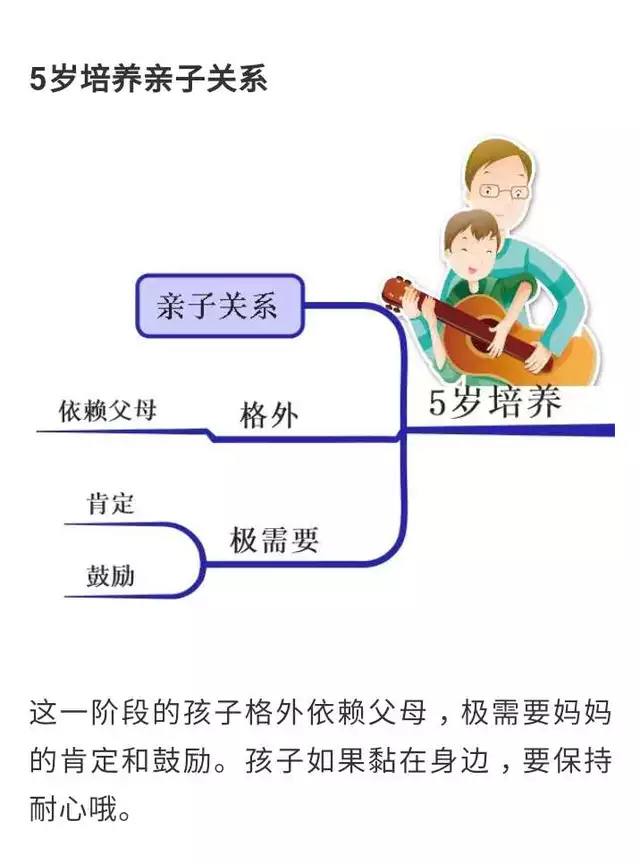 5岁培养亲子关系
亲子关系
5岁培养
依赖父母
格外
肯定
极需要
鼓励
这一阶段的孩子格外依赖父母，极需要妈妈
的肯定和鼓励。孩子如果黏在身边，要保持
耐心哦。